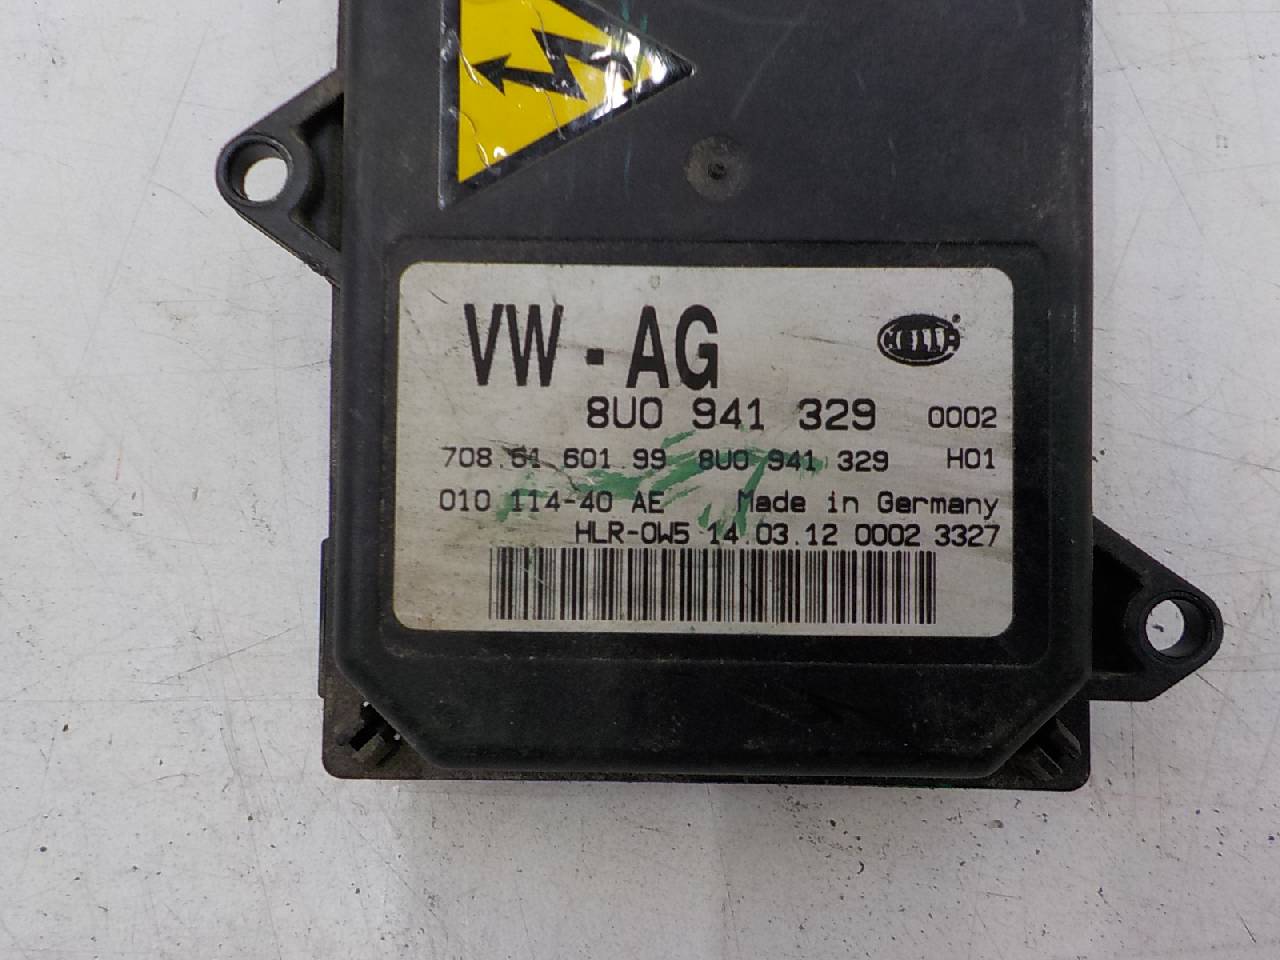 VW - AG
HELLA ®
8U0 941 329 0002
708 61 601 99 8U0 941 329 H01
010 114-40 AE Made in Germany
HLR-0W5 14.03.12 0002 3327